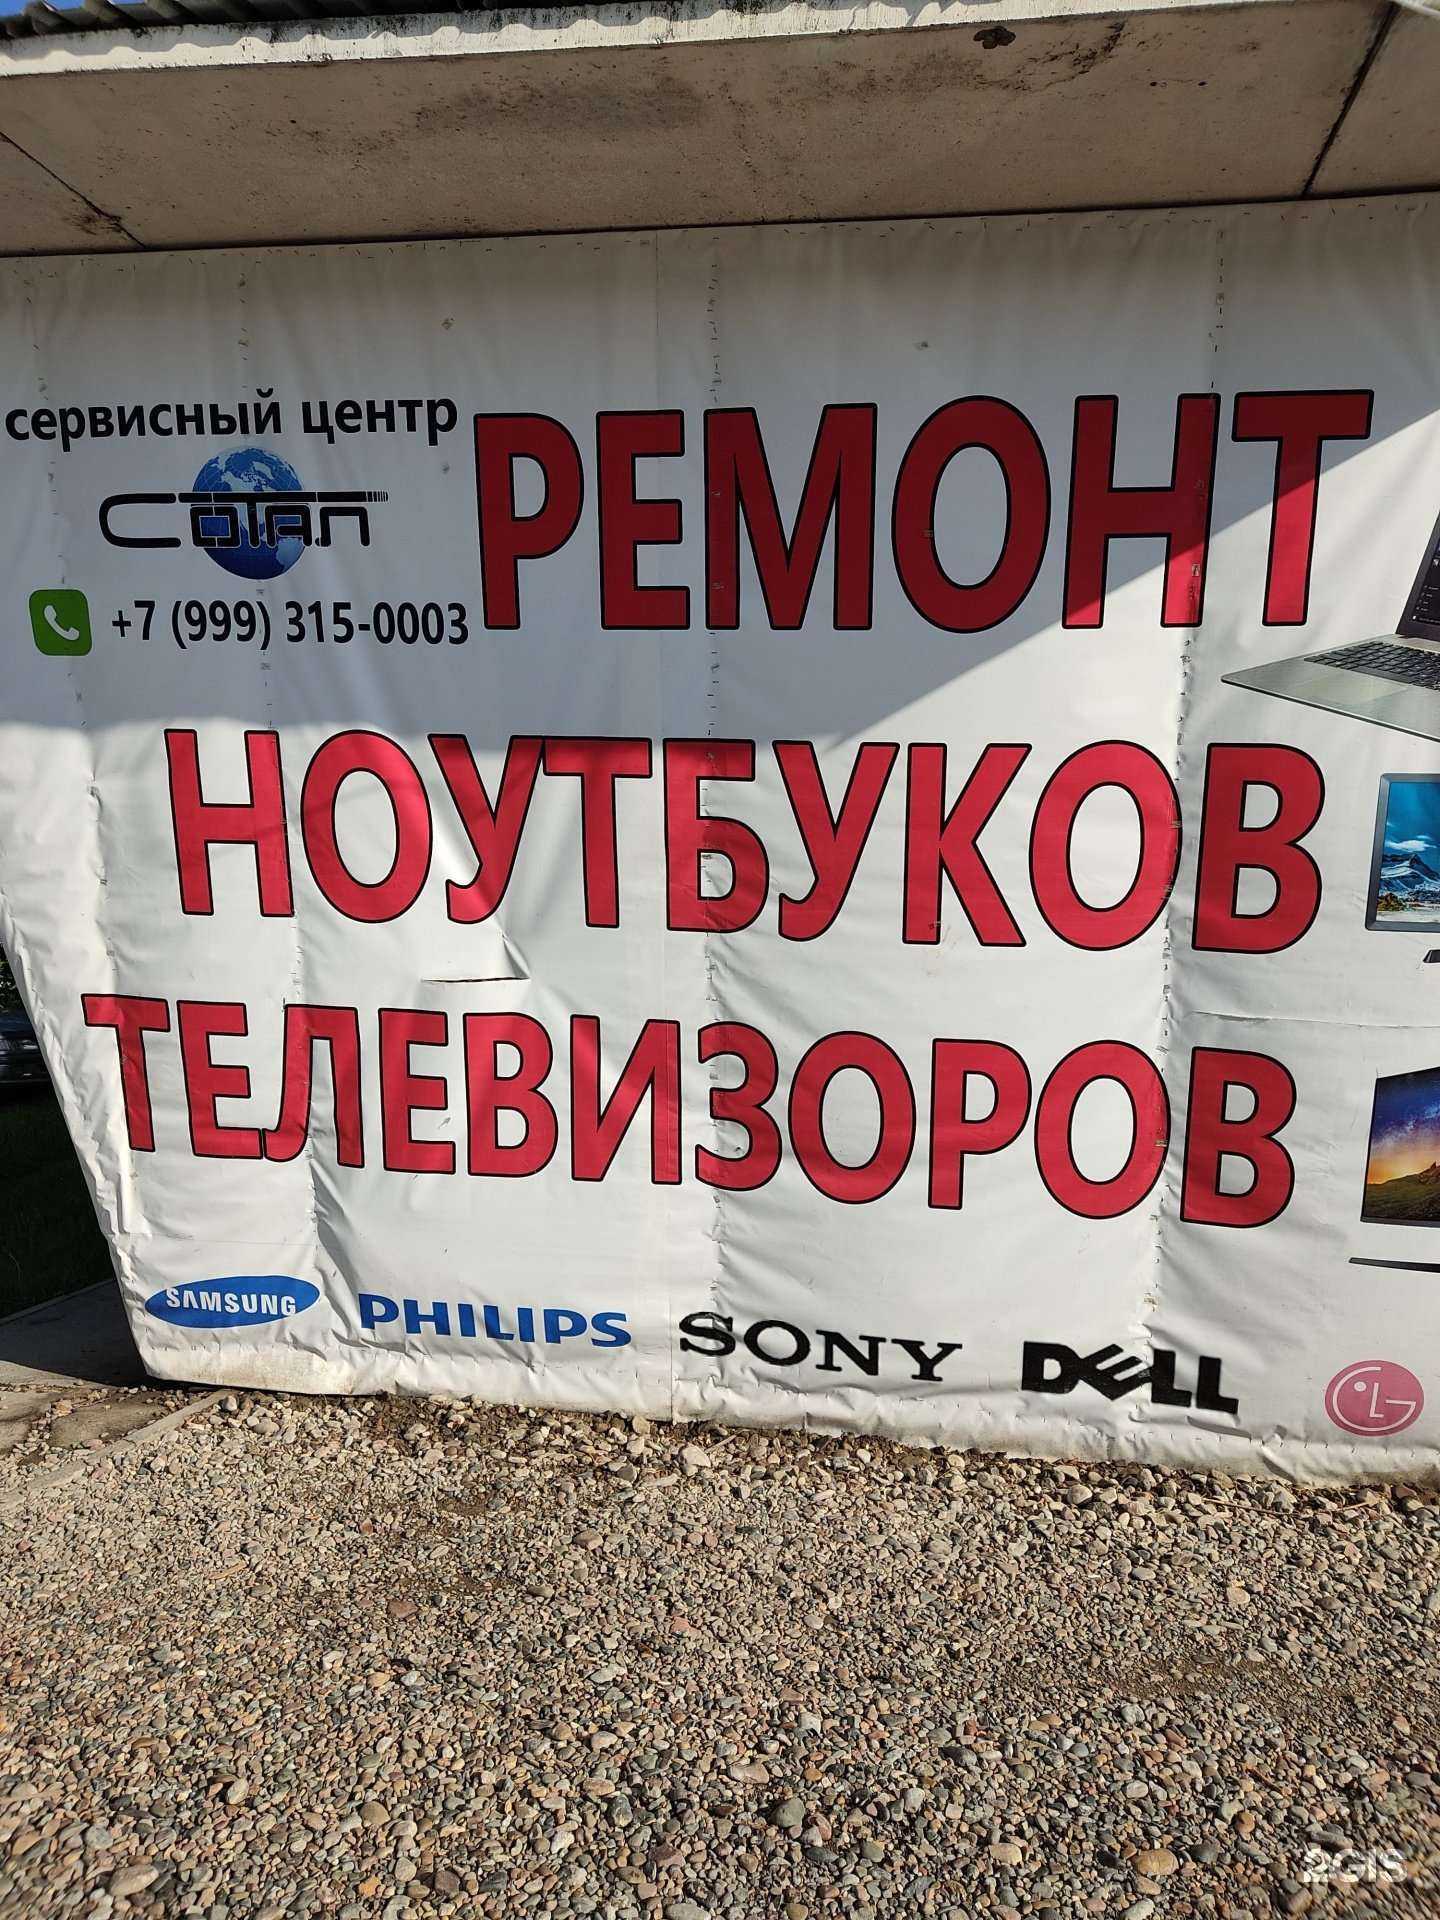 сервисный центр
СОТАЛ
+7 (999) 315-0003
РЕМОНТ
НОУТБУКОВ
ТЕЛЕВИЗОРОВ
SAMSUNG PHILIPS SONY DELL LG
2GIS